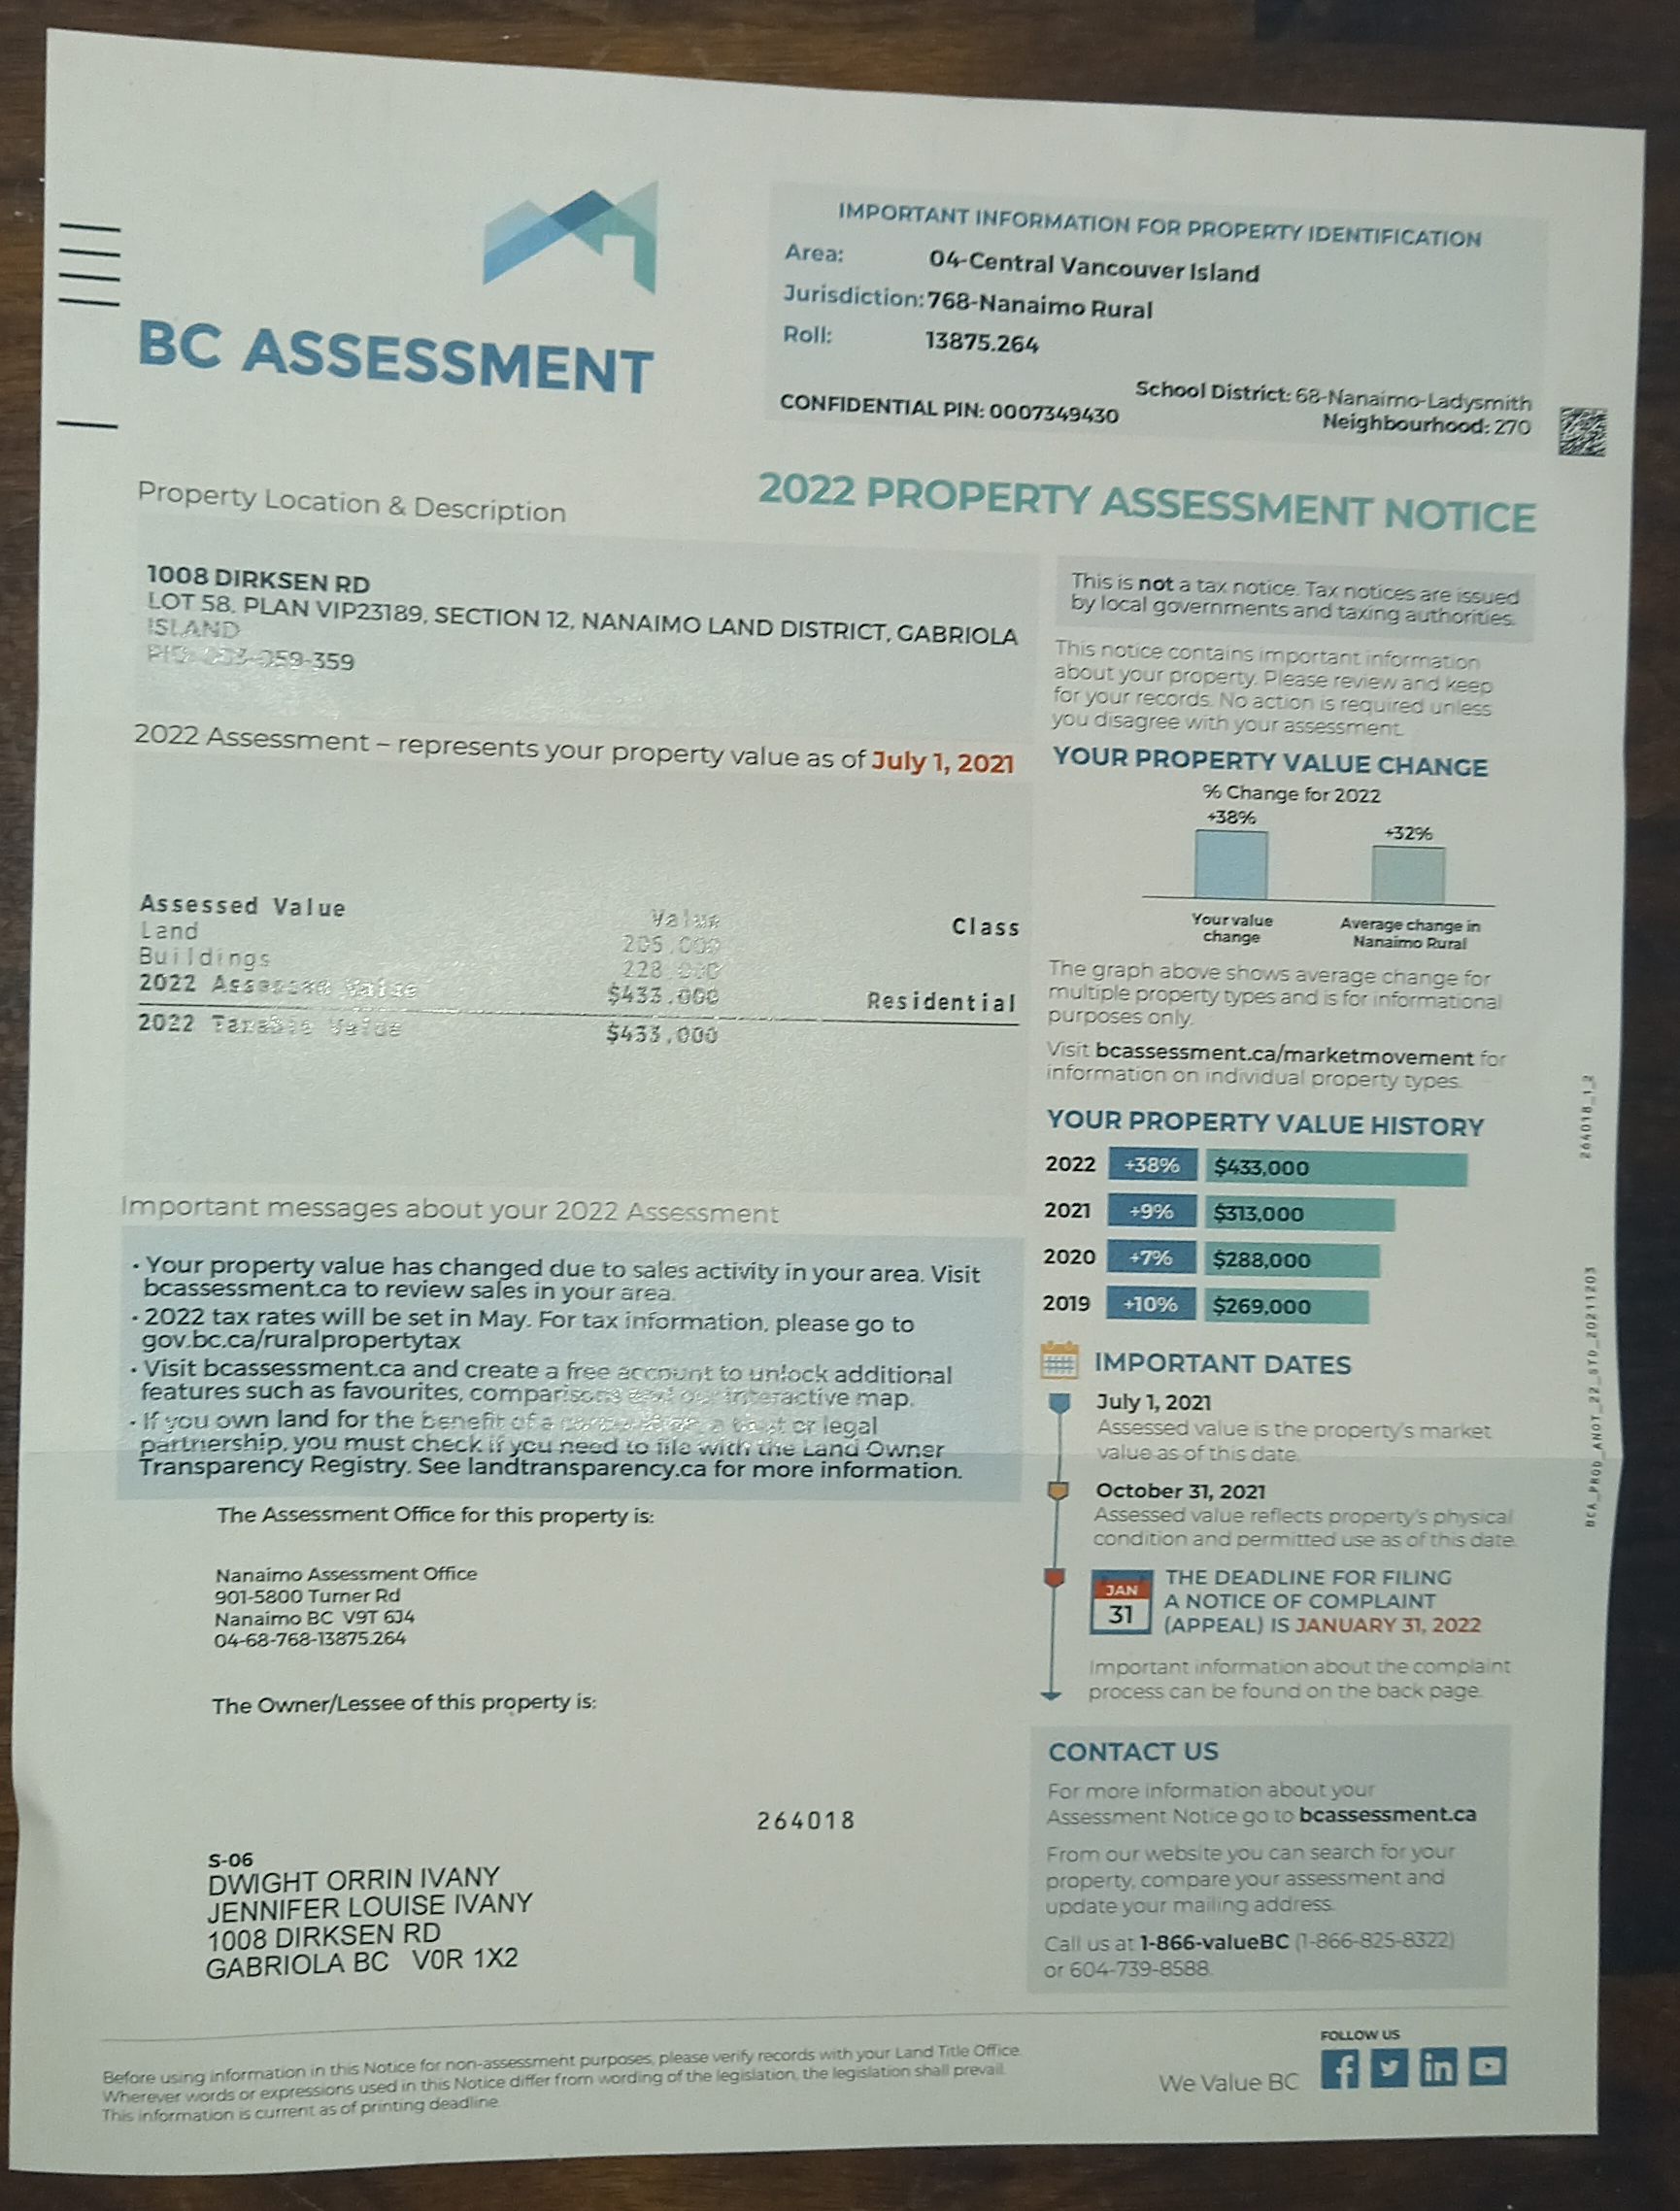 BC ASSESSMENT
IMPORTANT INFORMATION FOR PROPERTY IDENTIFICATION
Area: 04-Central Vancouver Island
Jurisdiction: 768-Nanaimo Rural
Roll: 13875.264
School District: 68-Nanaimo-Ladysmith
CONFIDENTIAL PIN: 0007349430
Neighbourhood: 270
2022 PROPERTY ASSESSMENT NOTICE
Property Location & Description
1008 DIRKSEN RD
LOT 58, PLAN VIP23189, SECTION 12, NANAIMO LAND DISTRICT, GABRIOLA
ISLAND
059-359
2022 Assessment – represents your property value as of July 1, 2021
Assessed Value Value Class
Land 205,000
Buildings 228,000
2022 Assessed Value $433,000 Residential
2022 Taxable Value $433,000
Important messages about your 2022 Assessment
• Your property value has changed due to sales activity in your area. Visit
bcassessment.ca to review sales in your area.
• 2022 tax rates will be set in May. For tax information, please go to
gov.bc.ca/ruralpropertytax
• Visit bcassessment.ca and create a free account to unlock additional
features such as favourites, comparisons and our interactive map.
• If you own land for the benefit of a corporation, a trust or legal
partnership, you must check if you need to file with the Land Owner
Transparency Registry. See landtransparency.ca for more information.
The Assessment Office for this property is:
Nanaimo Assessment Office
901-5800 Turner Rd
Nanaimo BC V9T 6J4
04-68-768-13875.264
The Owner/Lessee of this property is:
264018
S-06
DWIGHT ORRIN IVANY
JENNIFER LOUISE IVANY
1008 DIRKSEN RD
GABRIOLA BC V0R 1X2
This is not a tax notice. Tax notices are issued
by local governments and taxing authorities.
This notice contains important information
about your property. Please review and keep
for your records. No action is required unless
you disagree with your assessment.
YOUR PROPERTY VALUE CHANGE
% Change for 2022
+38%
+32%
Your value
change
Average change in
Nanaimo Rural
The graph above shows average change for
multiple property types and is for informational
purposes only.
Visit bcassessment.ca/marketmovement for
information on individual property types.
YOUR PROPERTY VALUE HISTORY
2022 +38% $433,000
2021 +9% $313,000
2020 +7% $288,000
2019 +10% $269,000
IMPORTANT DATES
July 1, 2021
Assessed value is the property's market
value as of this date.
October 31, 2021
Assessed value reflects property's physical
condition and permitted use as of this date.
JAN
31
THE DEADLINE FOR FILING
A NOTICE OF COMPLAINT
(APPEAL) IS JANUARY 31, 2022
Important information about the complaint
process can be found on the back page.
CONTACT US
For more information about your
Assessment Notice go to bcassessment.ca
From our website you can search for your
property, compare your assessment and
update your mailing address.
Call us at 1-866-valueBC (1-866-825-8322)
or 604-739-8588.
264018_1_2
BCA_PROD_ANOT_22_STD_20211203
Before using information in this Notice for non-assessment purposes, please verify records with your Land Title Office.
Wherever words or expressions used in this Notice differ from wording of the legislation, the legislation shall prevail.
This information is current as of printing deadline.
FOLLOW US
We Value BC